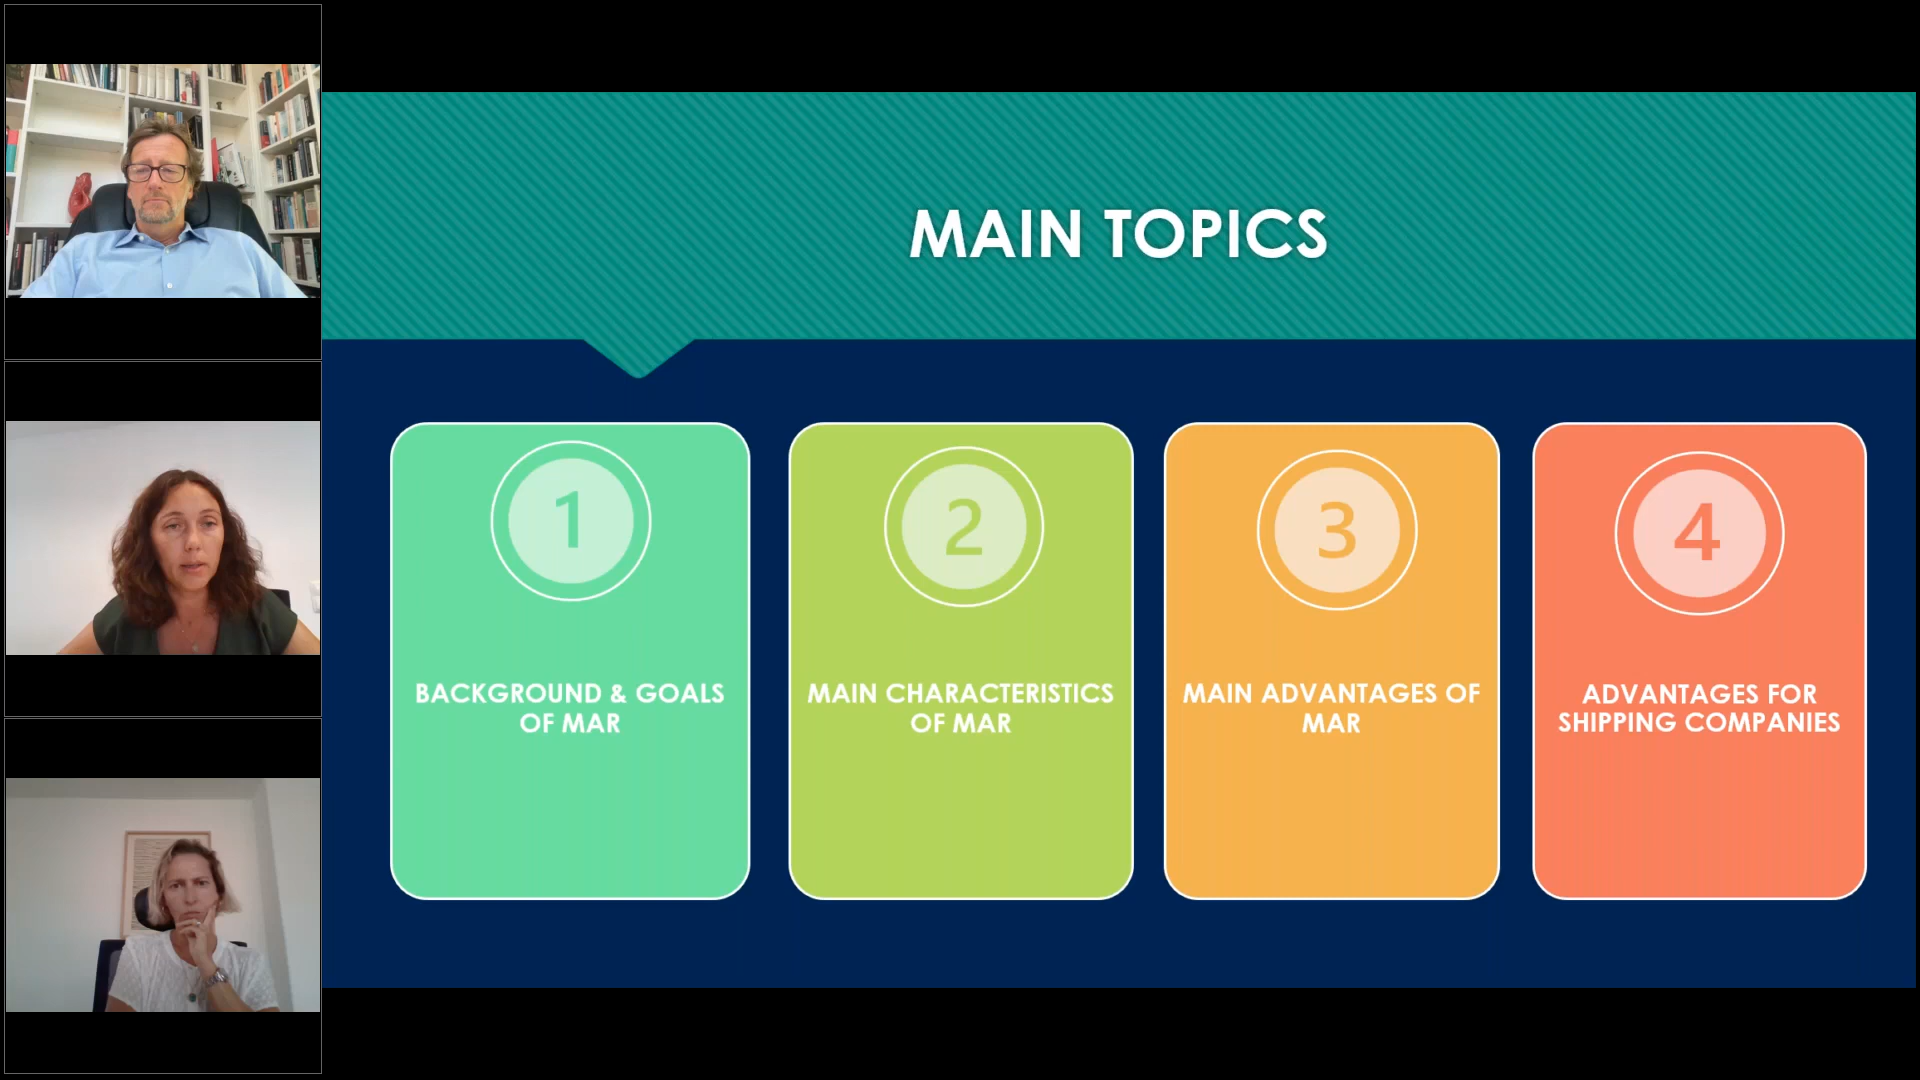 MAIN TOPICS
1
BACKGROUND & GOALS
OF MAR
2
MAIN CHARACTERISTICS
OF MAR
3
MAIN ADVANTAGES OF
MAR
4
ADVANTAGES FOR
SHIPPING COMPANIES